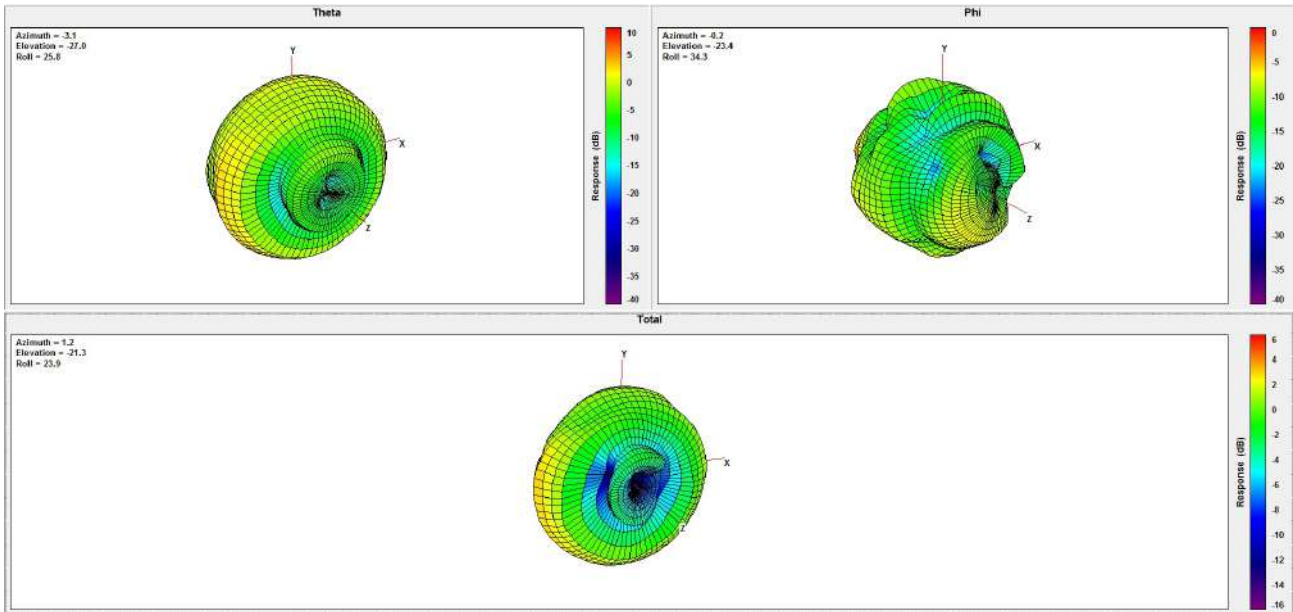 Theta
Azimuth = -3.1
Elevation = -27.0
Roll = 25.8
Y
X
Z
10
5
0
-5
-10
-15
-20
-25
-30
-35
-40
Response (dB)
Phi
Azimuth = -0.2
Elevation = -23.4
Roll = 34.3
Y
X
Z
0
-5
-10
-15
-20
-25
-30
-35
-40
Response (dB)
Total
Azimuth = 1.2
Elevation = -21.3
Roll = 23.9
Y
X
Z
6
4
2
0
-2
-4
-6
-8
-10
-12
-14
-16
Response (dB)